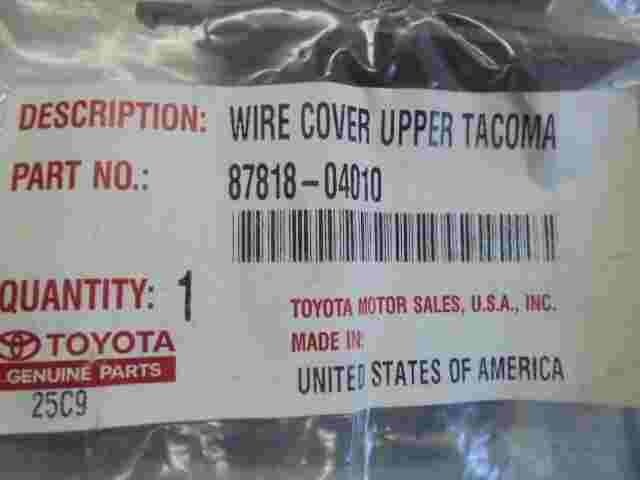 DESCRIPTION: WIRE COVER UPPER TACOMA
PART NO.: 87818-04010
QUANTITY: 1
TOYOTA MOTOR SALES, U.S.A., INC.
MADE IN:
UNITED STATES OF AMERICA
TOYOTA
GENUINE PARTS
25C9